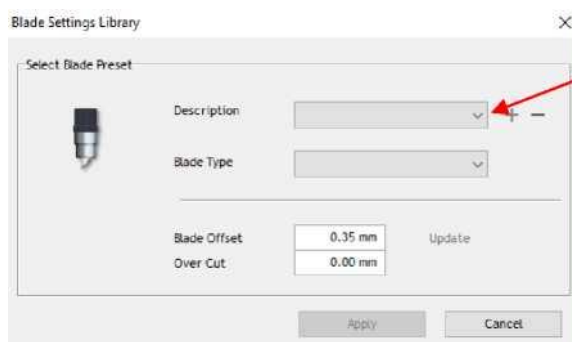 Blade Settings Library
Select Blade Preset
Description
+ −
Blade Type
Blade Offset 0.35 mm Update
Over Cut 0.00 mm
Apply Cancel